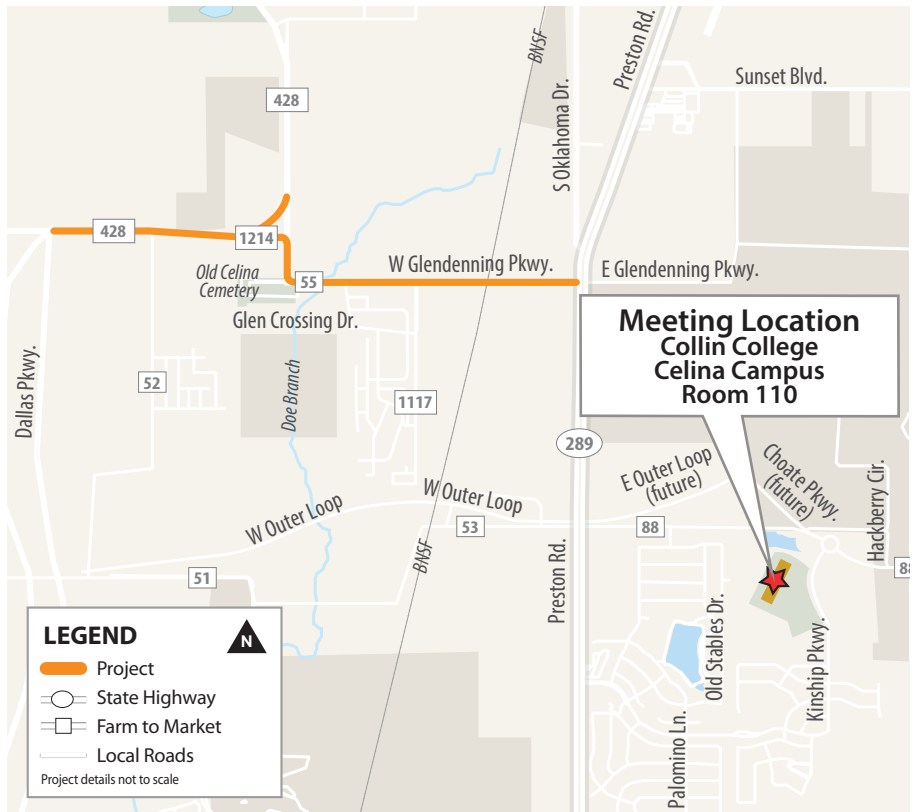 BNSF
Preston Rd.
Sunset Blvd.
428
S Oklahoma Dr.
428
1214
W Glendenning Pkwy.
E Glendenning Pkwy.
Old Celina
Cemetery
55
Glen Crossing Dr.
Meeting Location
Collin College
Celina Campus
Room 110
Dallas Pkwy.
52
Doe Branch
1117
289
E Outer Loop
(future)
Choate Pkwy.
(future)
Hackberry Cir.
W Outer Loop
W Outer Loop
53
88
88
51
BNSF
Preston Rd.
Old Stables Dr.
Kinship Pkwy.
Palomino Ln.
LEGEND
N
Project
State Highway
Farm to Market
Local Roads
Project details not to scale